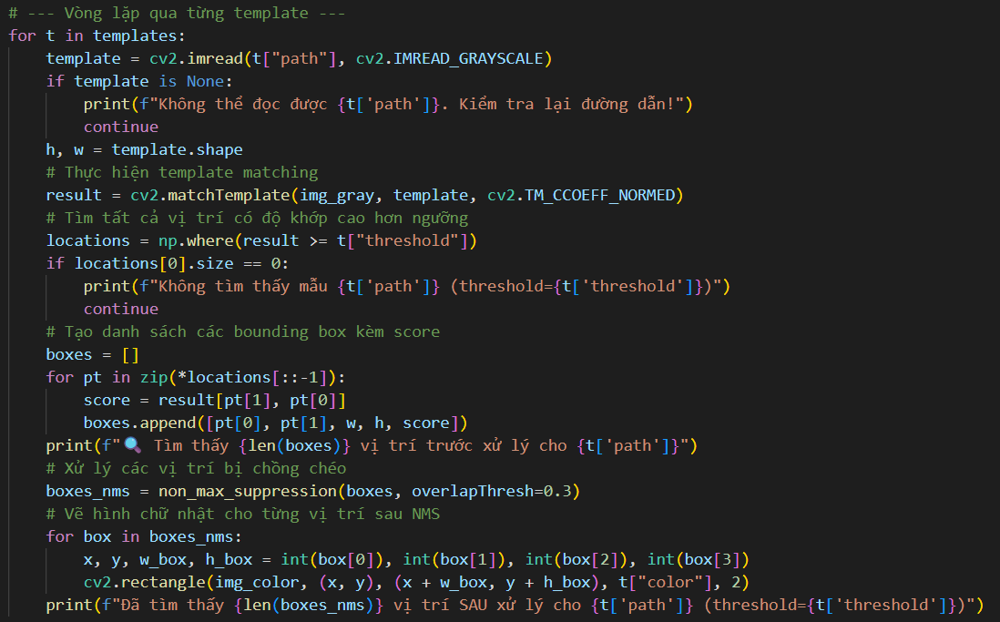 # --- Vòng lặp qua từng template ---
for t in templates:
    template = cv2.imread(t["path"], cv2.IMREAD_GRAYSCALE)
    if template is None:
        print(f"Không thể đọc được {t['path']}. Kiểm tra lại đường dẫn!")
        continue
    h, w = template.shape
    # Thực hiện template matching
    result = cv2.matchTemplate(img_gray, template, cv2.TM_CCOEFF_NORMED)
    # Tìm tất cả vị trí có độ khớp cao hơn ngưỡng
    locations = np.where(result >= t["threshold"])
    if locations[0].size == 0:
        print(f"Không tìm thấy mẫu {t['path']} (threshold={t['threshold']})")
        continue
    # Tạo danh sách các bounding box kèm score
    boxes = []
    for pt in zip(*locations[::-1]):
        score = result[pt[1], pt[0]]
        boxes.append([pt[0], pt[1], w, h, score])
    print(f"🔍 Tìm thấy {len(boxes)} vị trí trước xử lý cho {t['path']}")
    # Xử lý các vị trí bị chồng chéo
    boxes_nms = non_max_suppression(boxes, overlapThresh=0.3)
    # Vẽ hình chữ nhật cho từng vị trí sau NMS
    for box in boxes_nms:
        x, y, w_box, h_box = int(box[0]), int(box[1]), int(box[2]), int(box[3])
        cv2.rectangle(img_color, (x, y), (x + w_box, y + h_box), t["color"], 2)
    print(f"Đã tìm thấy {len(boxes_nms)} vị trí SAU xử lý cho {t['path']} (threshold={t['threshold']})")